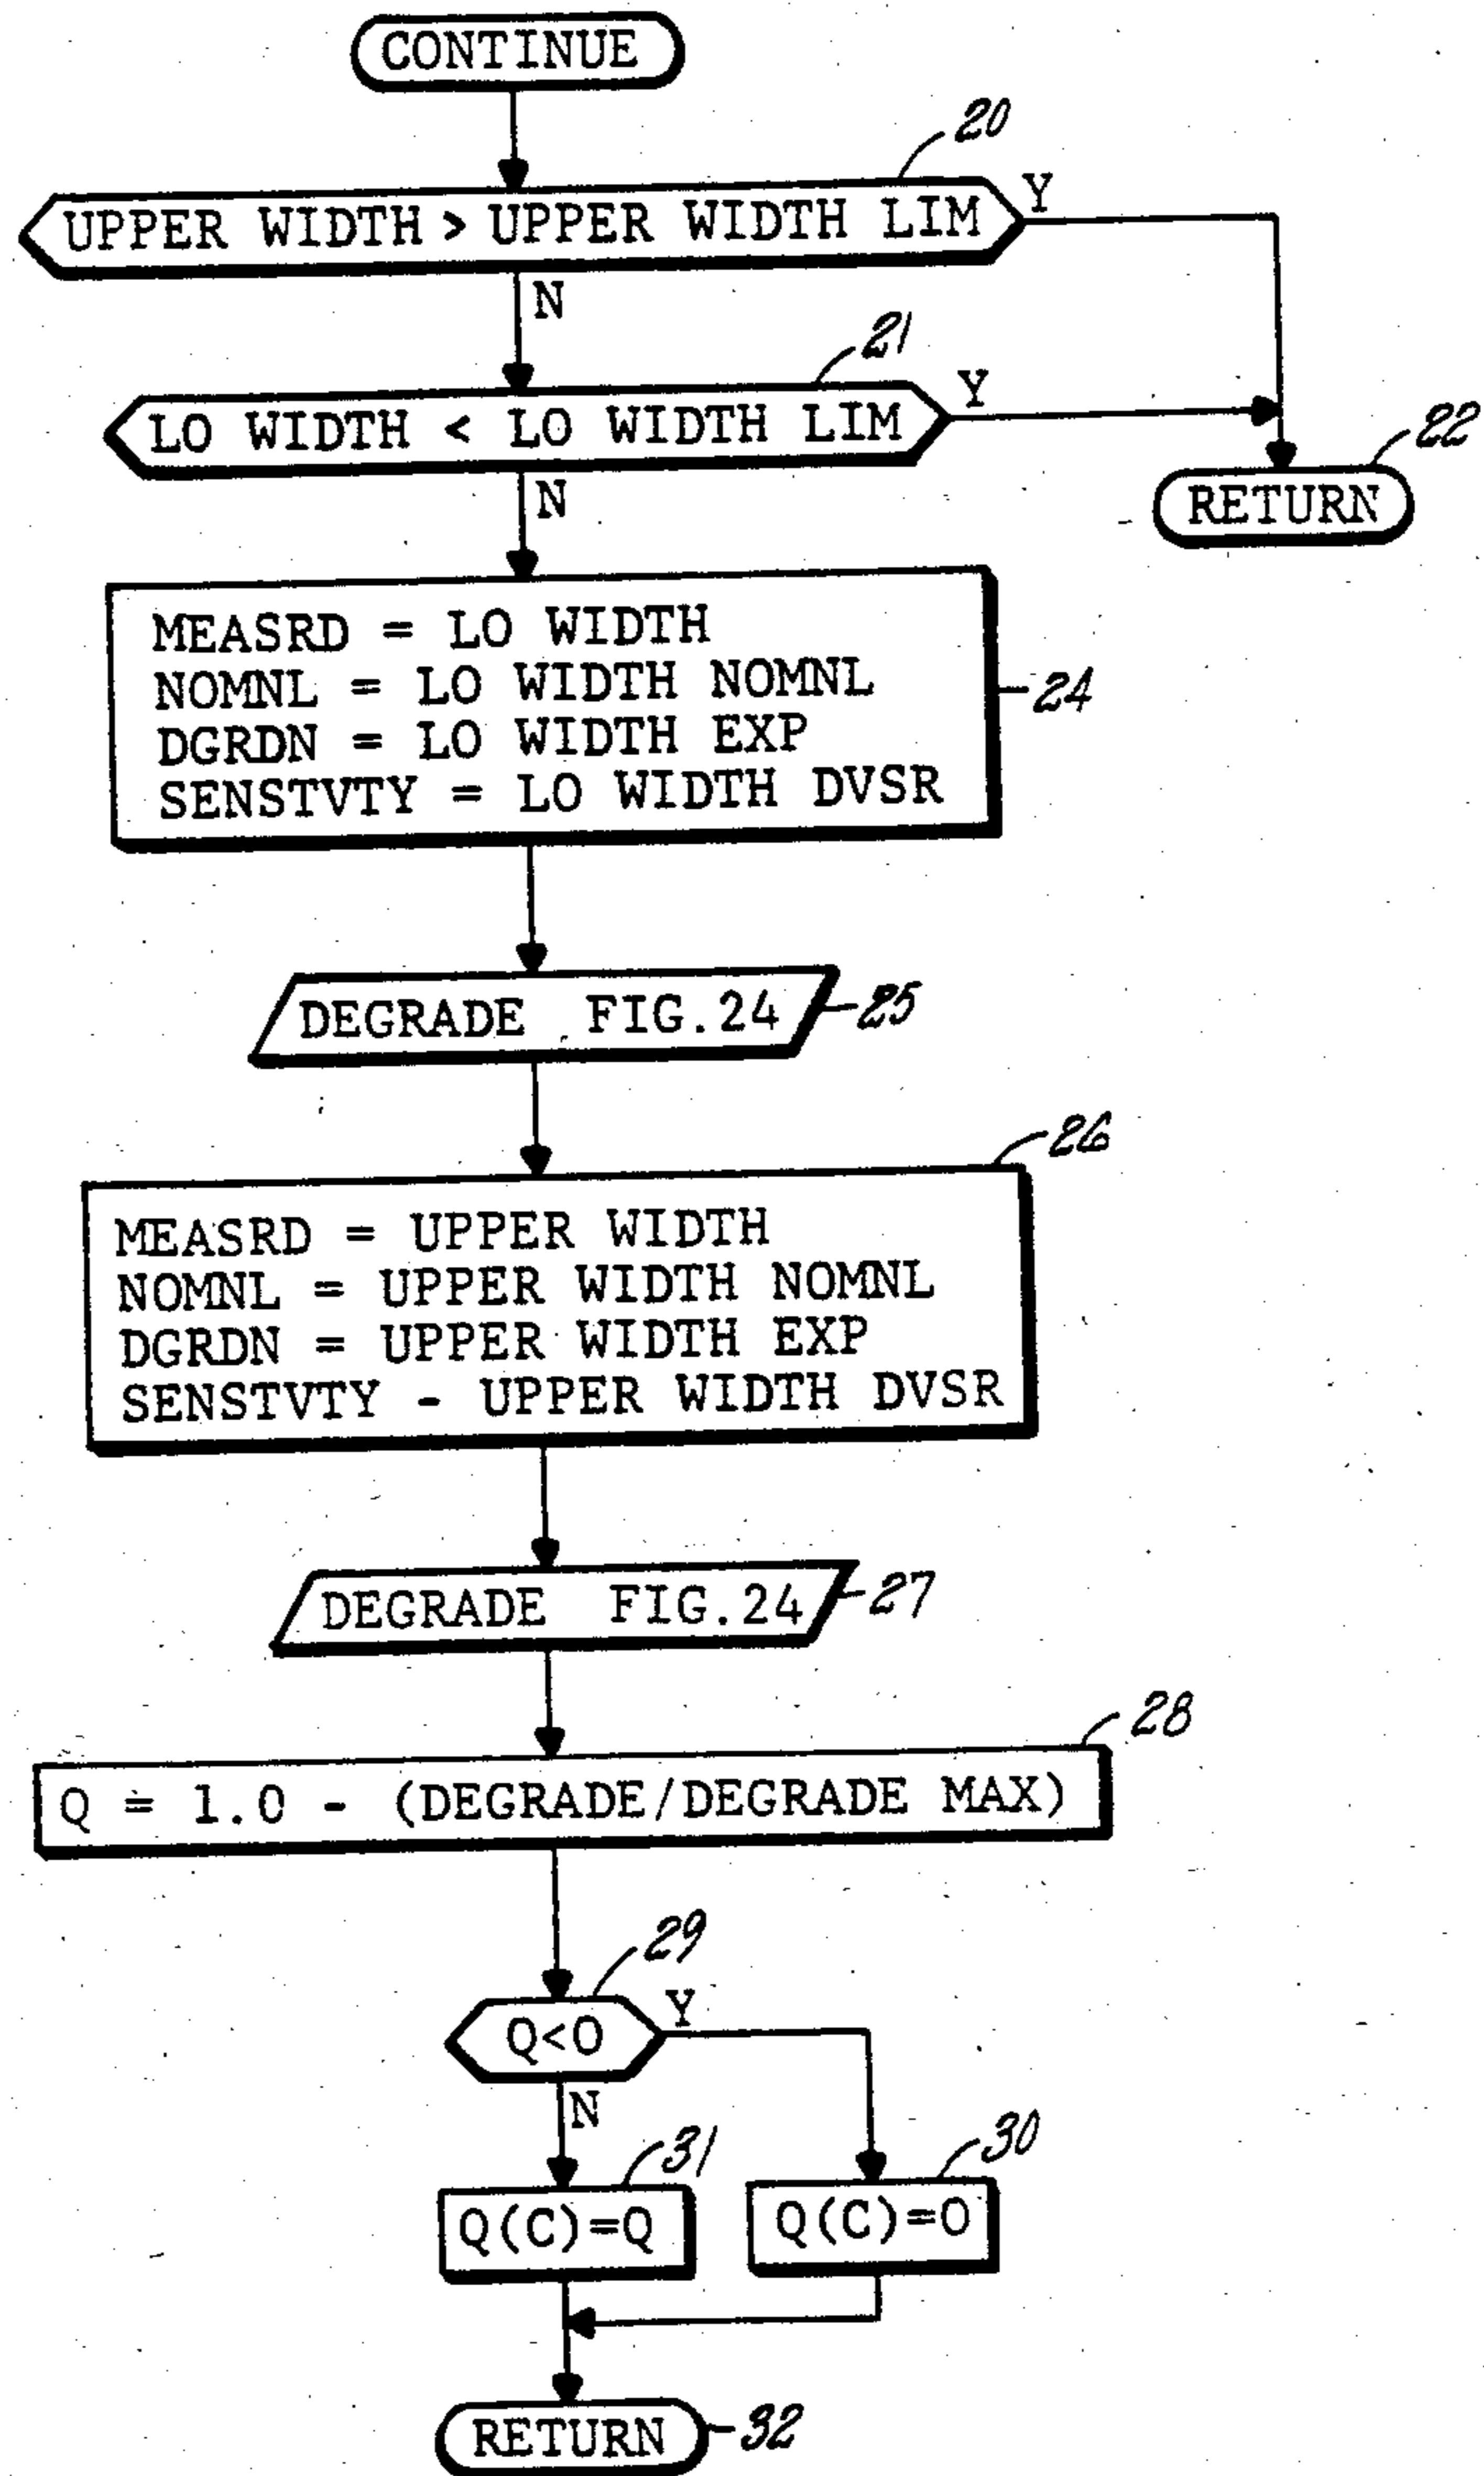 CONTINUE
20
UPPER WIDTH > UPPER WIDTH LIM
Y
N
21
LO WIDTH < LO WIDTH LIM
Y
22
N
RETURN
MEASRD = LO WIDTH
NOMNL = LO WIDTH NOMNL
24
DGRDN = LO WIDTH EXP
SENSTVTY = LO WIDTH DVSR
DEGRADE FIG.24
25
26
MEASRD = UPPER WIDTH
NOMNL = UPPER WIDTH NOMNL
DGRDN = UPPER WIDTH EXP
SENSTVTY - UPPER WIDTH DVSR
DEGRADE FIG.24
27
28
Q = 1.0 - (DEGRADE/DEGRADE MAX)
29
Q<0
Y
N
31
30
Q(C)=Q
Q(C)=0
RETURN
32